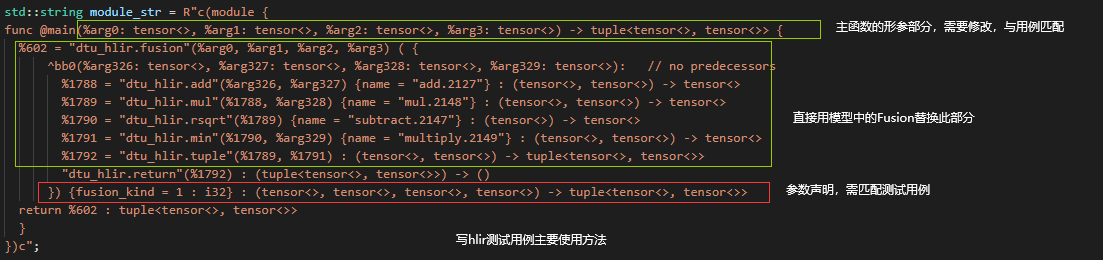 std::string module_str = R"c(module {
func @main(%arg0: tensor<>, %arg1: tensor<>, %arg2: tensor<>, %arg3: tensor<>) -> tuple<tensor<>, tensor<>> { 主函数的形参部分，需要修改，与用例匹配
%602 = "dtu_hlir.fusion"(%arg0, %arg1, %arg2, %arg3) ( {
^bb0(%arg326: tensor<>, %arg327: tensor<>, %arg328: tensor<>, %arg329: tensor<>):   // no predecessors
%1788 = "dtu_hlir.add"(%arg326, %arg327) {name = "add.2127"} : (tensor<>, tensor<>) -> tensor<>
%1789 = "dtu_hlir.mul"(%1788, %arg328) {name = "mul.2148"} : (tensor<>, tensor<>) -> tensor<>
%1790 = "dtu_hlir.rsqrt"(%1789) {name = "subtract.2147"} : (tensor<>) -> tensor<>
%1791 = "dtu_hlir.min"(%1790, %arg329) {name = "multiply.2149"} : (tensor<>, tensor<>) -> tensor<>
%1792 = "dtu_hlir.tuple"(%1789, %1791) : (tensor<>, tensor<>) -> tuple<tensor<>, tensor<>>
直接用模型中的Fusion替换此部分
"dtu_hlir.return"(%1792) : (tuple<tensor<>, tensor<>>) -> ()
}) {fusion_kind = 1 : i32} : (tensor<>, tensor<>, tensor<>, tensor<>) -> tuple<tensor<>, tensor<>> 参数声明，需匹配测试用例
return %602 : tuple<tensor<>, tensor<>>
}
})c";
写hlir测试用例主要使用方法